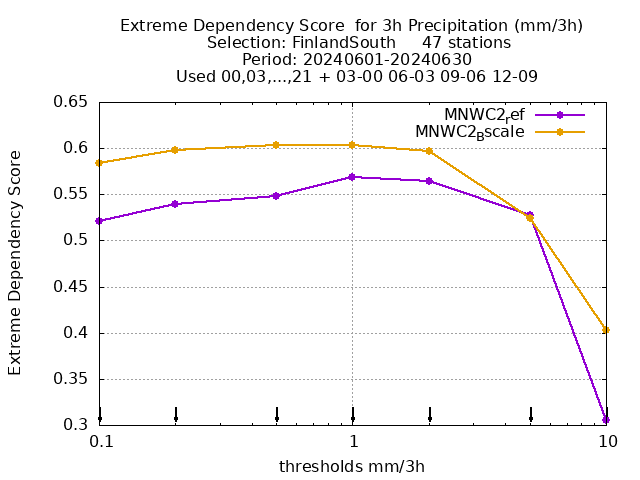 Extreme Dependency Score  for 3h Precipitation (mm/3h)
Selection: FinlandSouth     47 stations
Period: 20240601-20240630
Used 00,03,...,21 + 03-00 06-03 09-06 12-09
MNWC2ref
MNWC2Bscale
Extreme Dependency Score
0.65
0.6
0.55
0.5
0.45
0.4
0.35
0.3
0.1
1
10
thresholds mm/3h